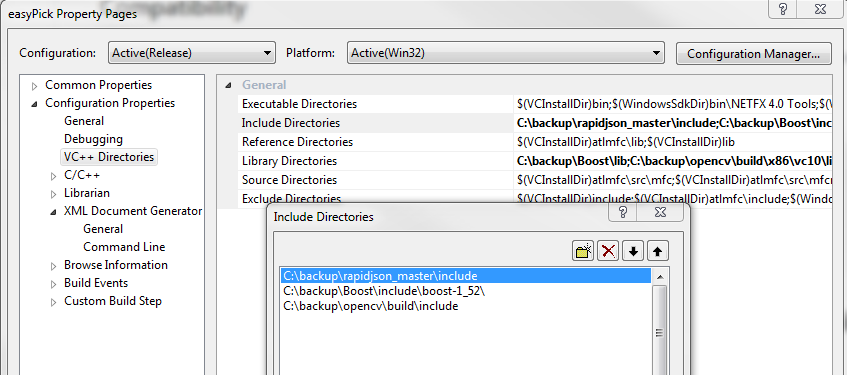 Compatibility
easyPick Property Pages
Configuration: Active(Release) Platform: Active(Win32) Configuration Manager...
Common Properties
Configuration Properties
General
Debugging
VC++ Directories
C/C++
Librarian
XML Document Generator
General
Command Line
Browse Information
Build Events
Custom Build Step
General
Executable Directories $(VCInstallDir)bin;$(WindowsSdkDir)bin\NETFX 4.0 Tools;$(W
Include Directories C:\backup\rapidjson_master\include;C:\backup\Boost\inc
Reference Directories $(VCInstallDir)atlmfc\lib;$(VCInstallDir)lib
Library Directories C:\backup\Boost\lib;C:\backup\opencv\build\x86\vc10\li
Source Directories $(VCInstallDir)atlmfc\src\mfc;$(VCInstallDir)atlmfc\src\mfcm
Exclude Directories $(VCInstallDir)include;$(VCInstallDir)atlmfc\include;$(Windo
Include Directories
C:\backup\rapidjson_master\include
C:\backup\Boost\include\boost-1_52\
C:\backup\opencv\build\include